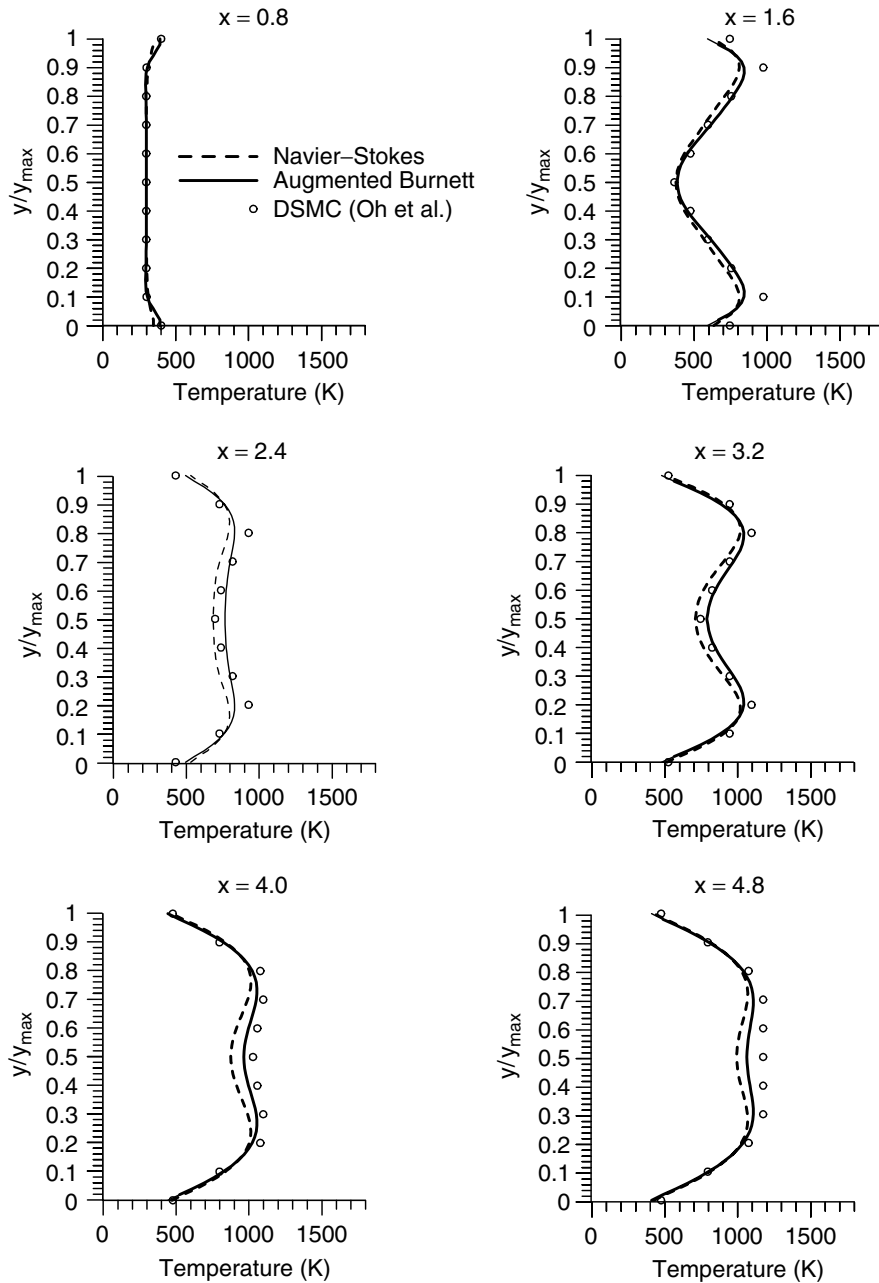 x = 0.8
1
0.9
0.8
0.7
0.6
0.5
0.4
0.3
0.2
0.1
0
y/ymax
0 500 1000 1500
Temperature (K)
Navier–Stokes
Augmented Burnett
DSMC (Oh et al.)
x = 1.6
1
0.9
0.8
0.7
0.6
0.5
0.4
0.3
0.2
0.1
0
y/ymax
0 500 1000 1500
Temperature (K)
x = 2.4
1
0.9
0.8
0.7
0.6
0.5
0.4
0.3
0.2
0.1
0
y/ymax
0 500 1000 1500
Temperature (K)
x = 3.2
1
0.9
0.8
0.7
0.6
0.5
0.4
0.3
0.2
0.1
0
y/ymax
0 500 1000 1500
Temperature (K)
x = 4.0
1
0.9
0.8
0.7
0.6
0.5
0.4
0.3
0.2
0.1
0
y/ymax
0 500 1000 1500
Temperature (K)
x = 4.8
1
0.9
0.8
0.7
0.6
0.5
0.4
0.3
0.2
0.1
0
y/ymax
0 500 1000 1500
Temperature (K)